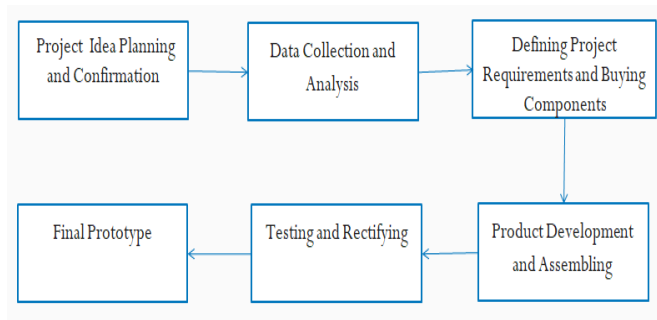 Project Idea Planning
and Confirmation
Data Collection and
Analysis
Defining Project
Requirements and Buying
Components
Product Development
and Assembling
Testing and Rectifying
Final Prototype